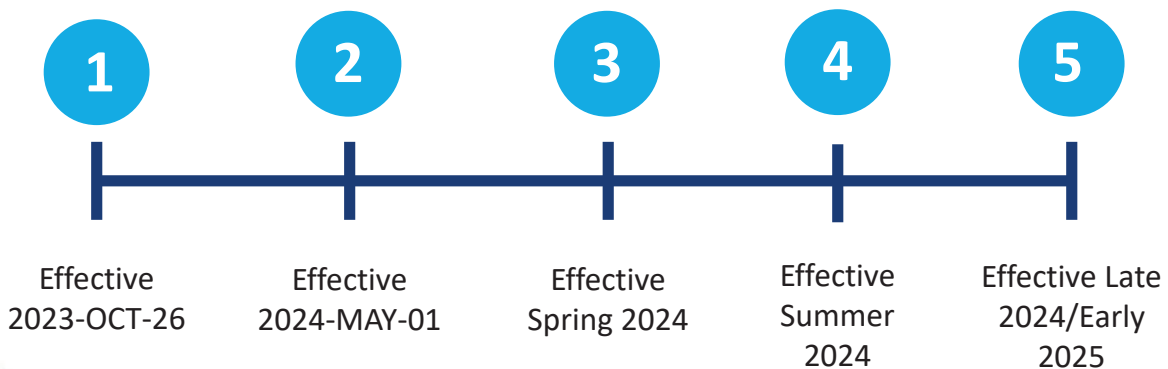 1
2
3
4
5
Effective
2023-OCT-26
Effective
2024-MAY-01
Effective
Spring 2024
Effective
Summer
2024
Effective Late
2024/Early
2025